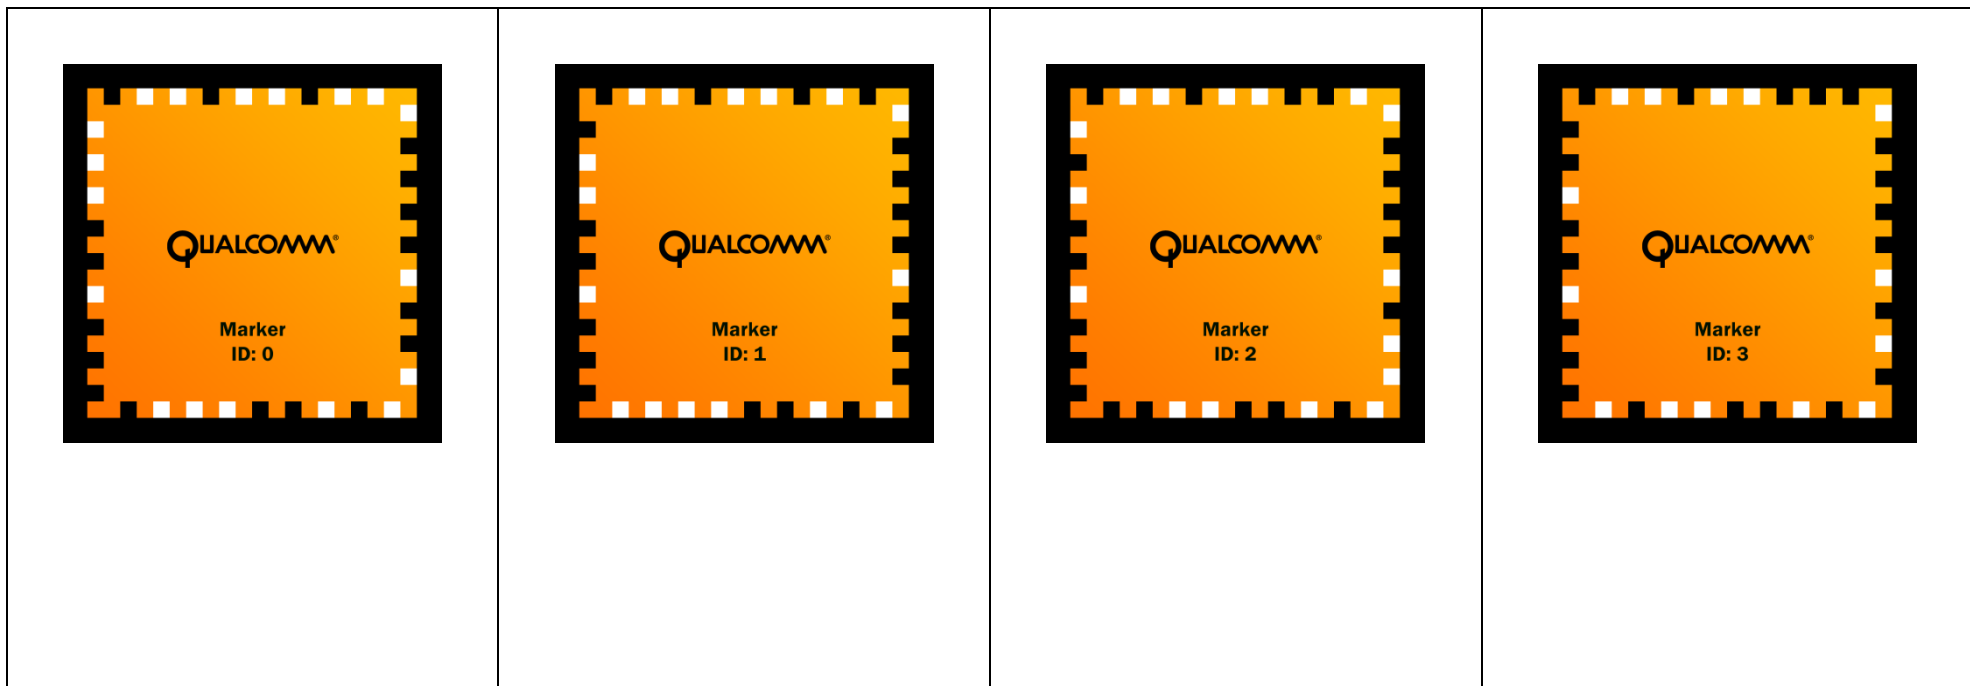 QUALCOMM®
Marker
ID: 0
QUALCOMM®
Marker
ID: 1
QUALCOMM®
Marker
ID: 2
QUALCOMM®
Marker
ID: 3